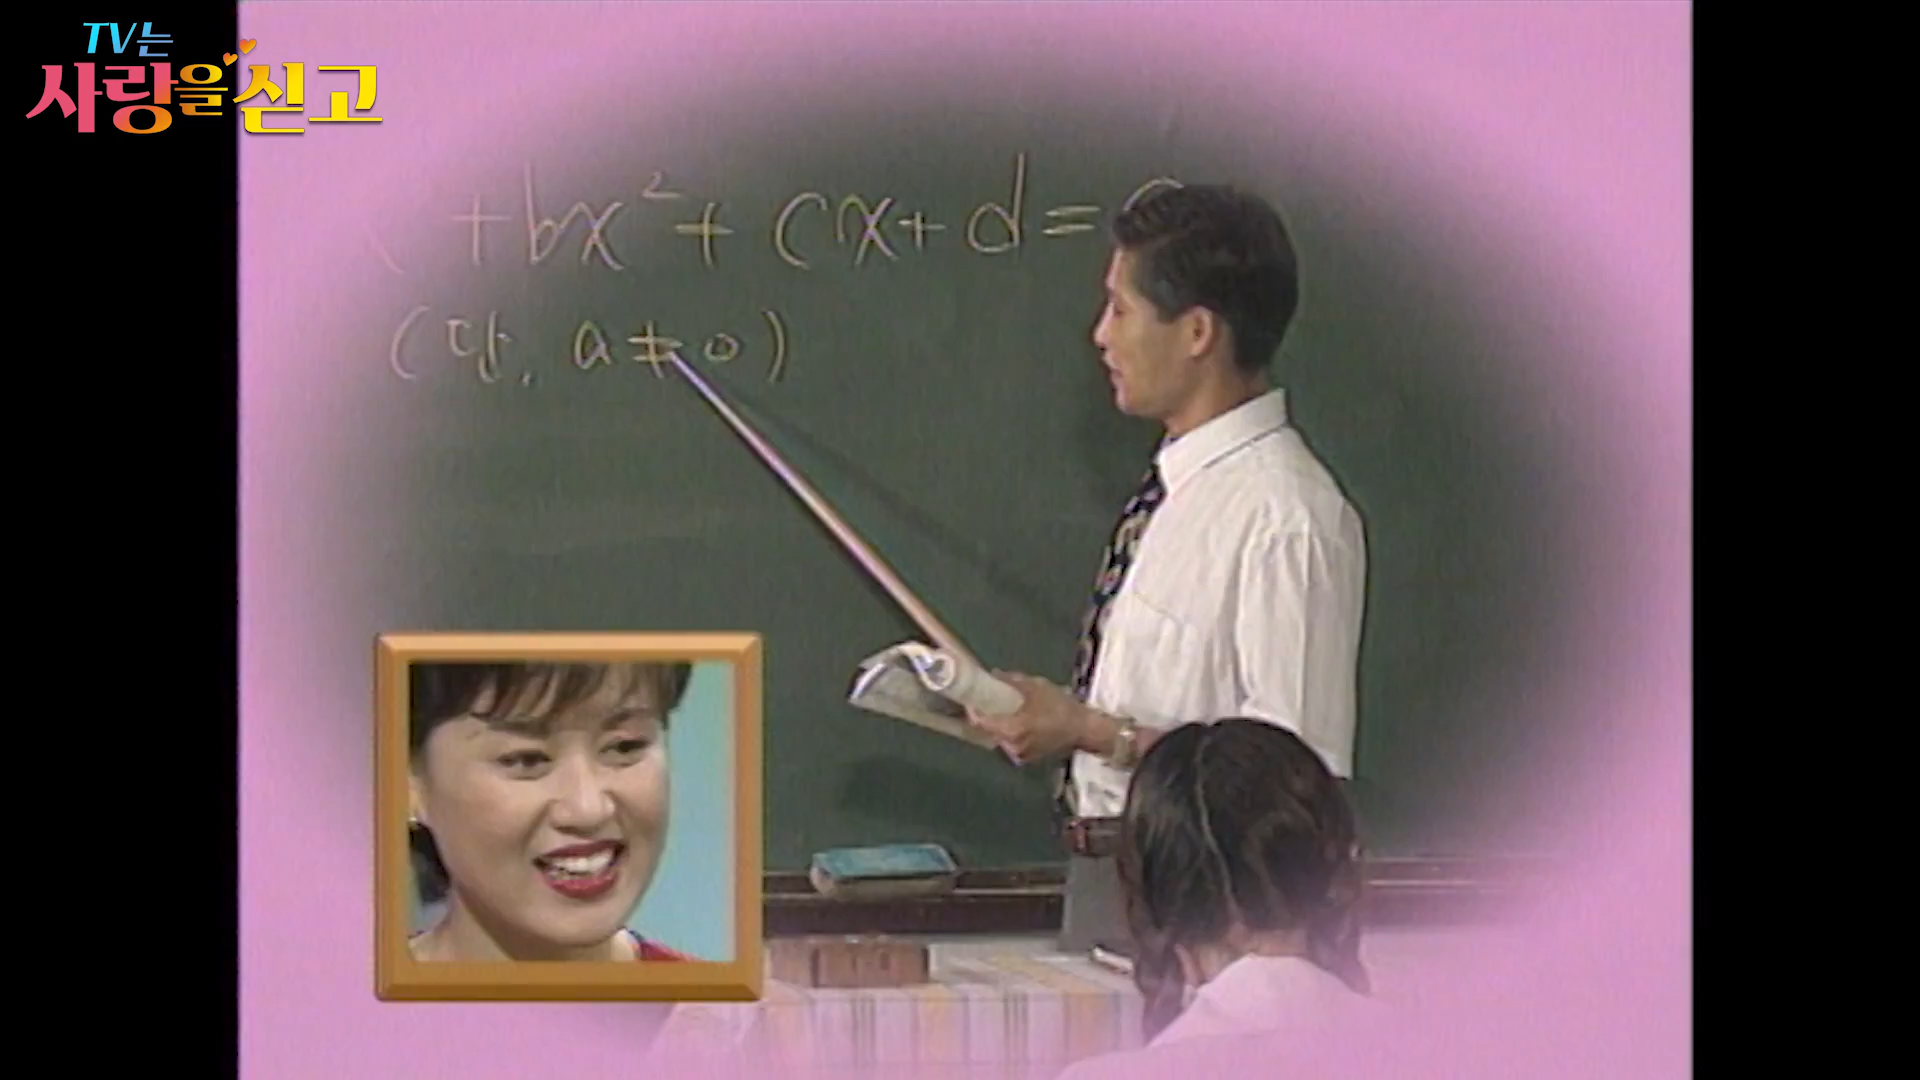 TV는
사랑을 싣고
+bx²+cx+d=
(단, a≠0)